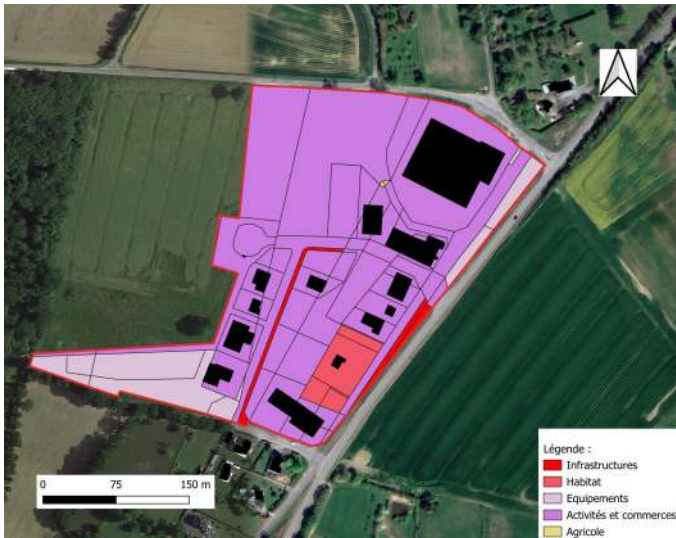 0 75 150 m
Légende :
Infrastructures
Habitat
Equipements
Activités et commerces
Agricole